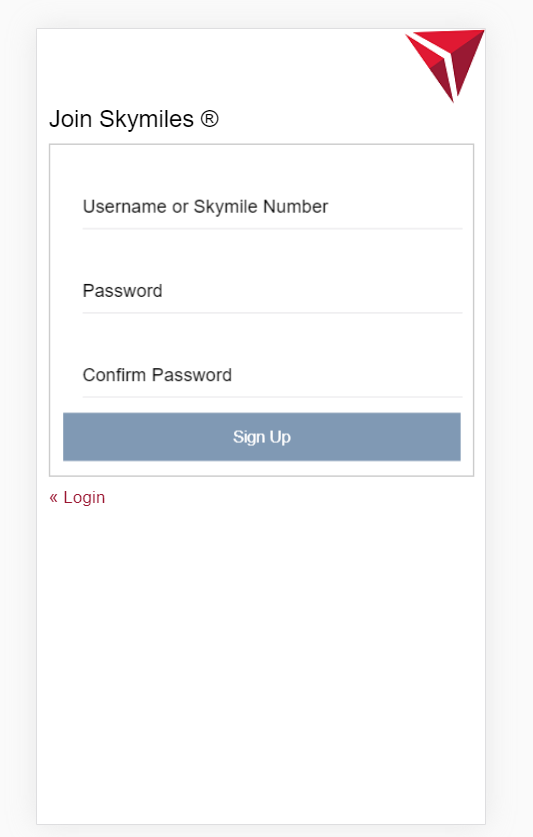 Join Skymiles ®
Username or Skymile Number
Password
Confirm Password
Sign Up
« Login